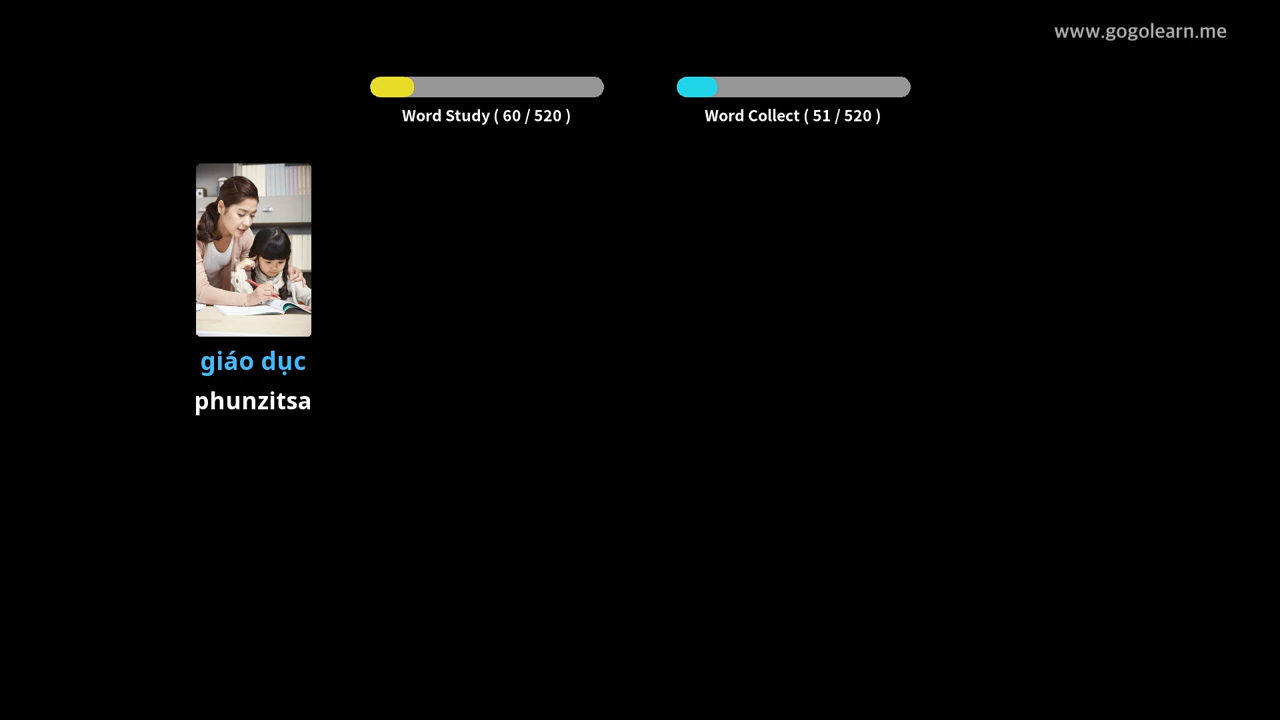 www.gogolearn.me
Word Study ( 60 / 520 )
Word Collect ( 51 / 520 )
giáo dục
phunzitsa